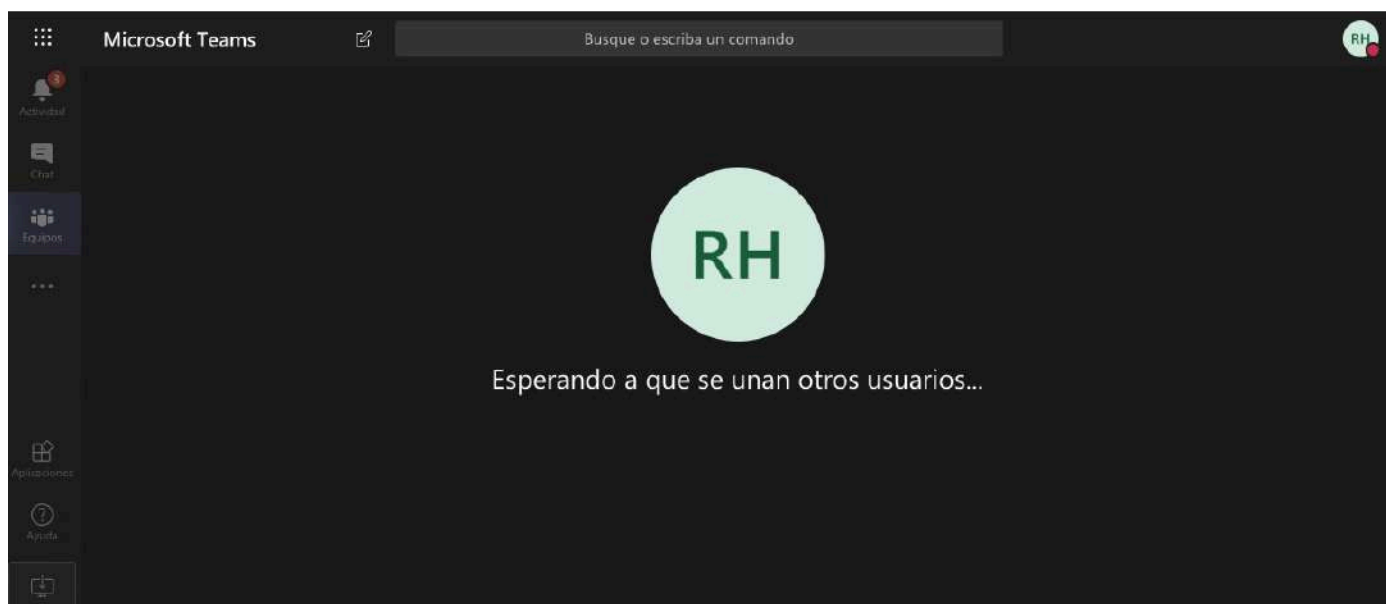 Microsoft Teams
Busque o escriba un comando
RH
3
Actividad
Chat
Equipos
RH
Esperando a que se unan otros usuarios...
Aplicaciones
Ayuda